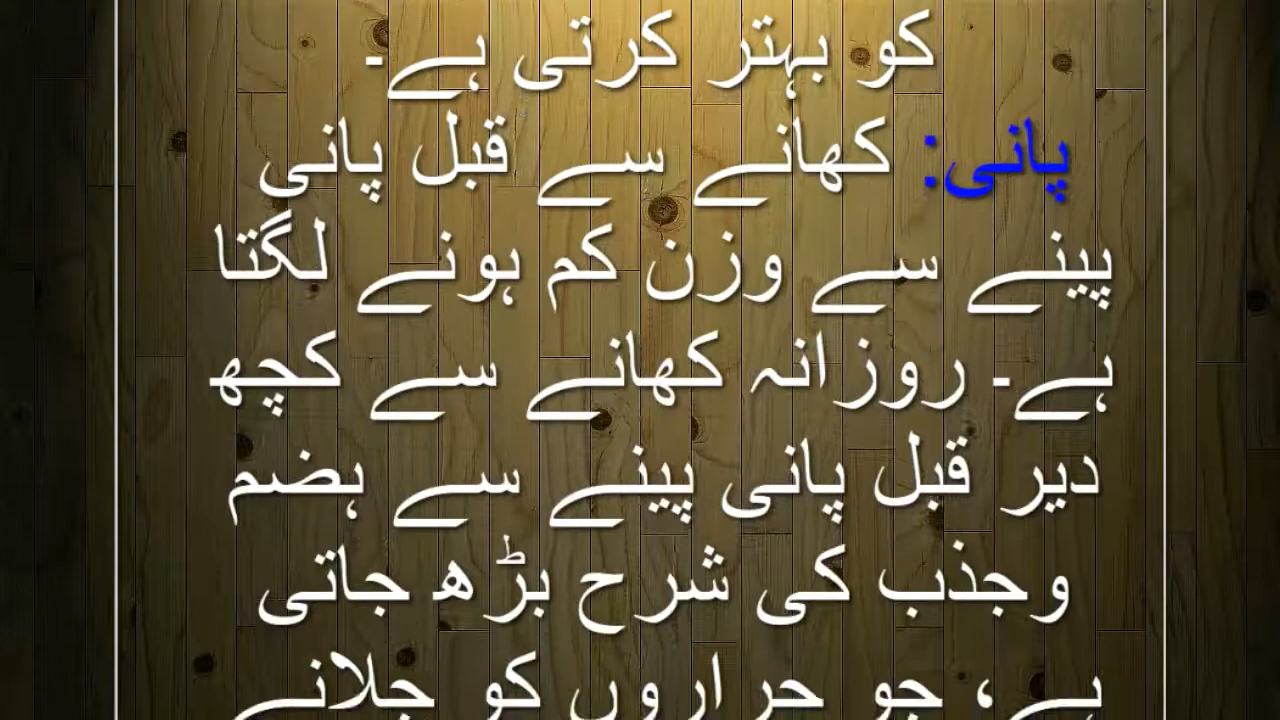 کو بہتر کرتی ہے۔
پانی: کھانے سے قبل پانی
پینے سے وزن کم ہونے لگتا
ہے۔ روزانہ کھانے سے کچھ
دیر قبل پانی پینے سے ہضم
وجذب کی شرح بڑھ جاتی
ہے، جو حراروں کو جلانے